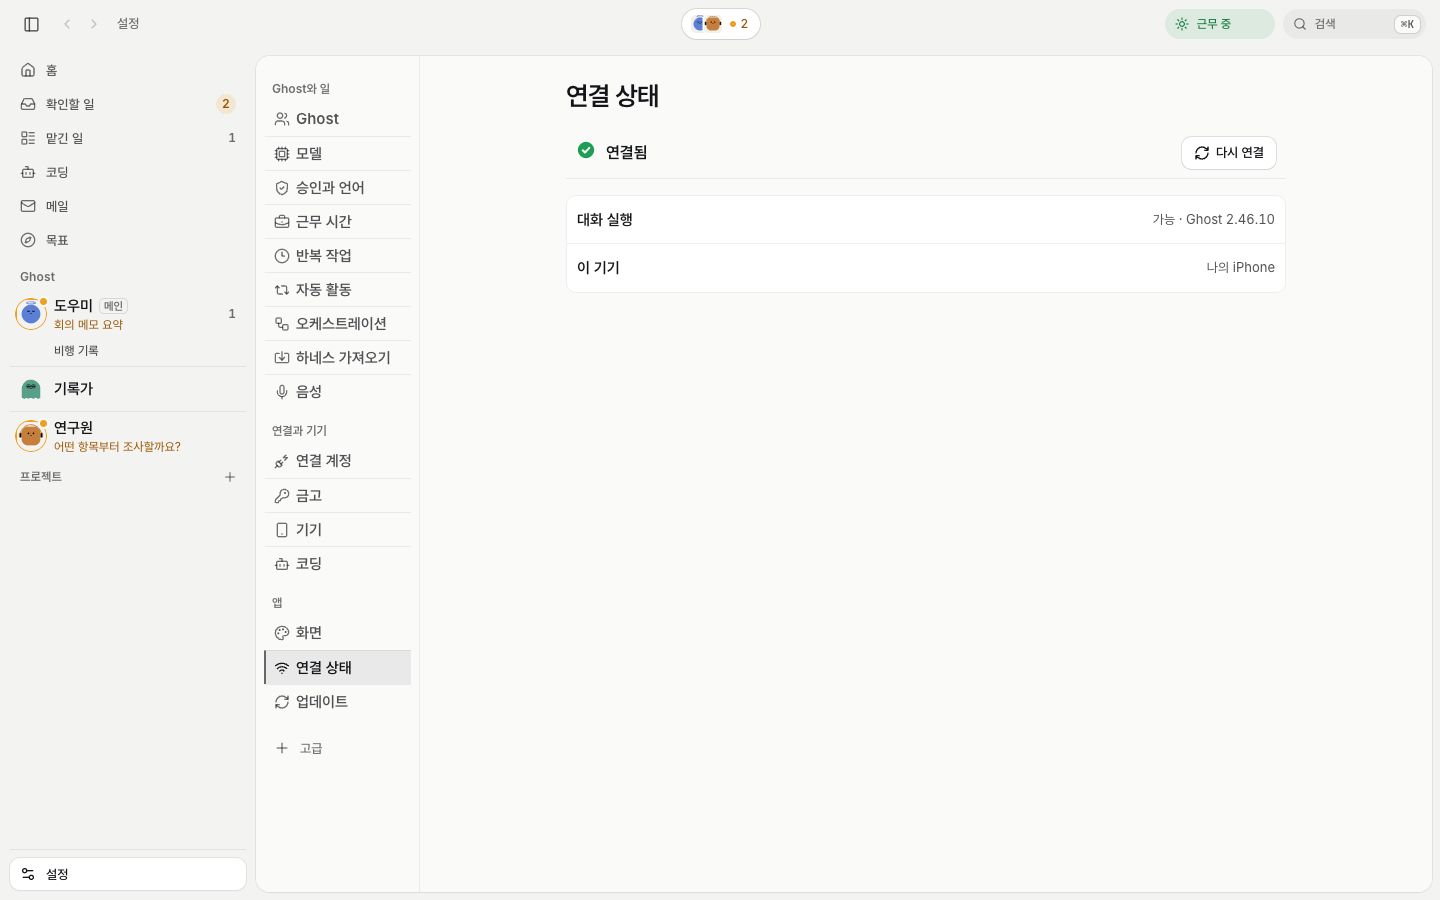 설정
2
근무 중
검색
⌘K
홈
확인할 일
2
맡긴 일
1
코딩
메일
목표
Ghost
도우미
메인
회의 메모 요약
1
비행 기록
기록가
연구원
어떤 항목부터 조사할까요?
프로젝트
설정
Ghost와 일
Ghost
모델
승인과 언어
근무 시간
반복 작업
자동 활동
오케스트레이션
하네스 가져오기
음성
연결과 기기
연결 계정
금고
기기
코딩
앱
화면
연결 상태
업데이트
고급
연결 상태
연결됨
다시 연결
대화 실행
가능 · Ghost 2.46.10
이 기기
나의 iPhone